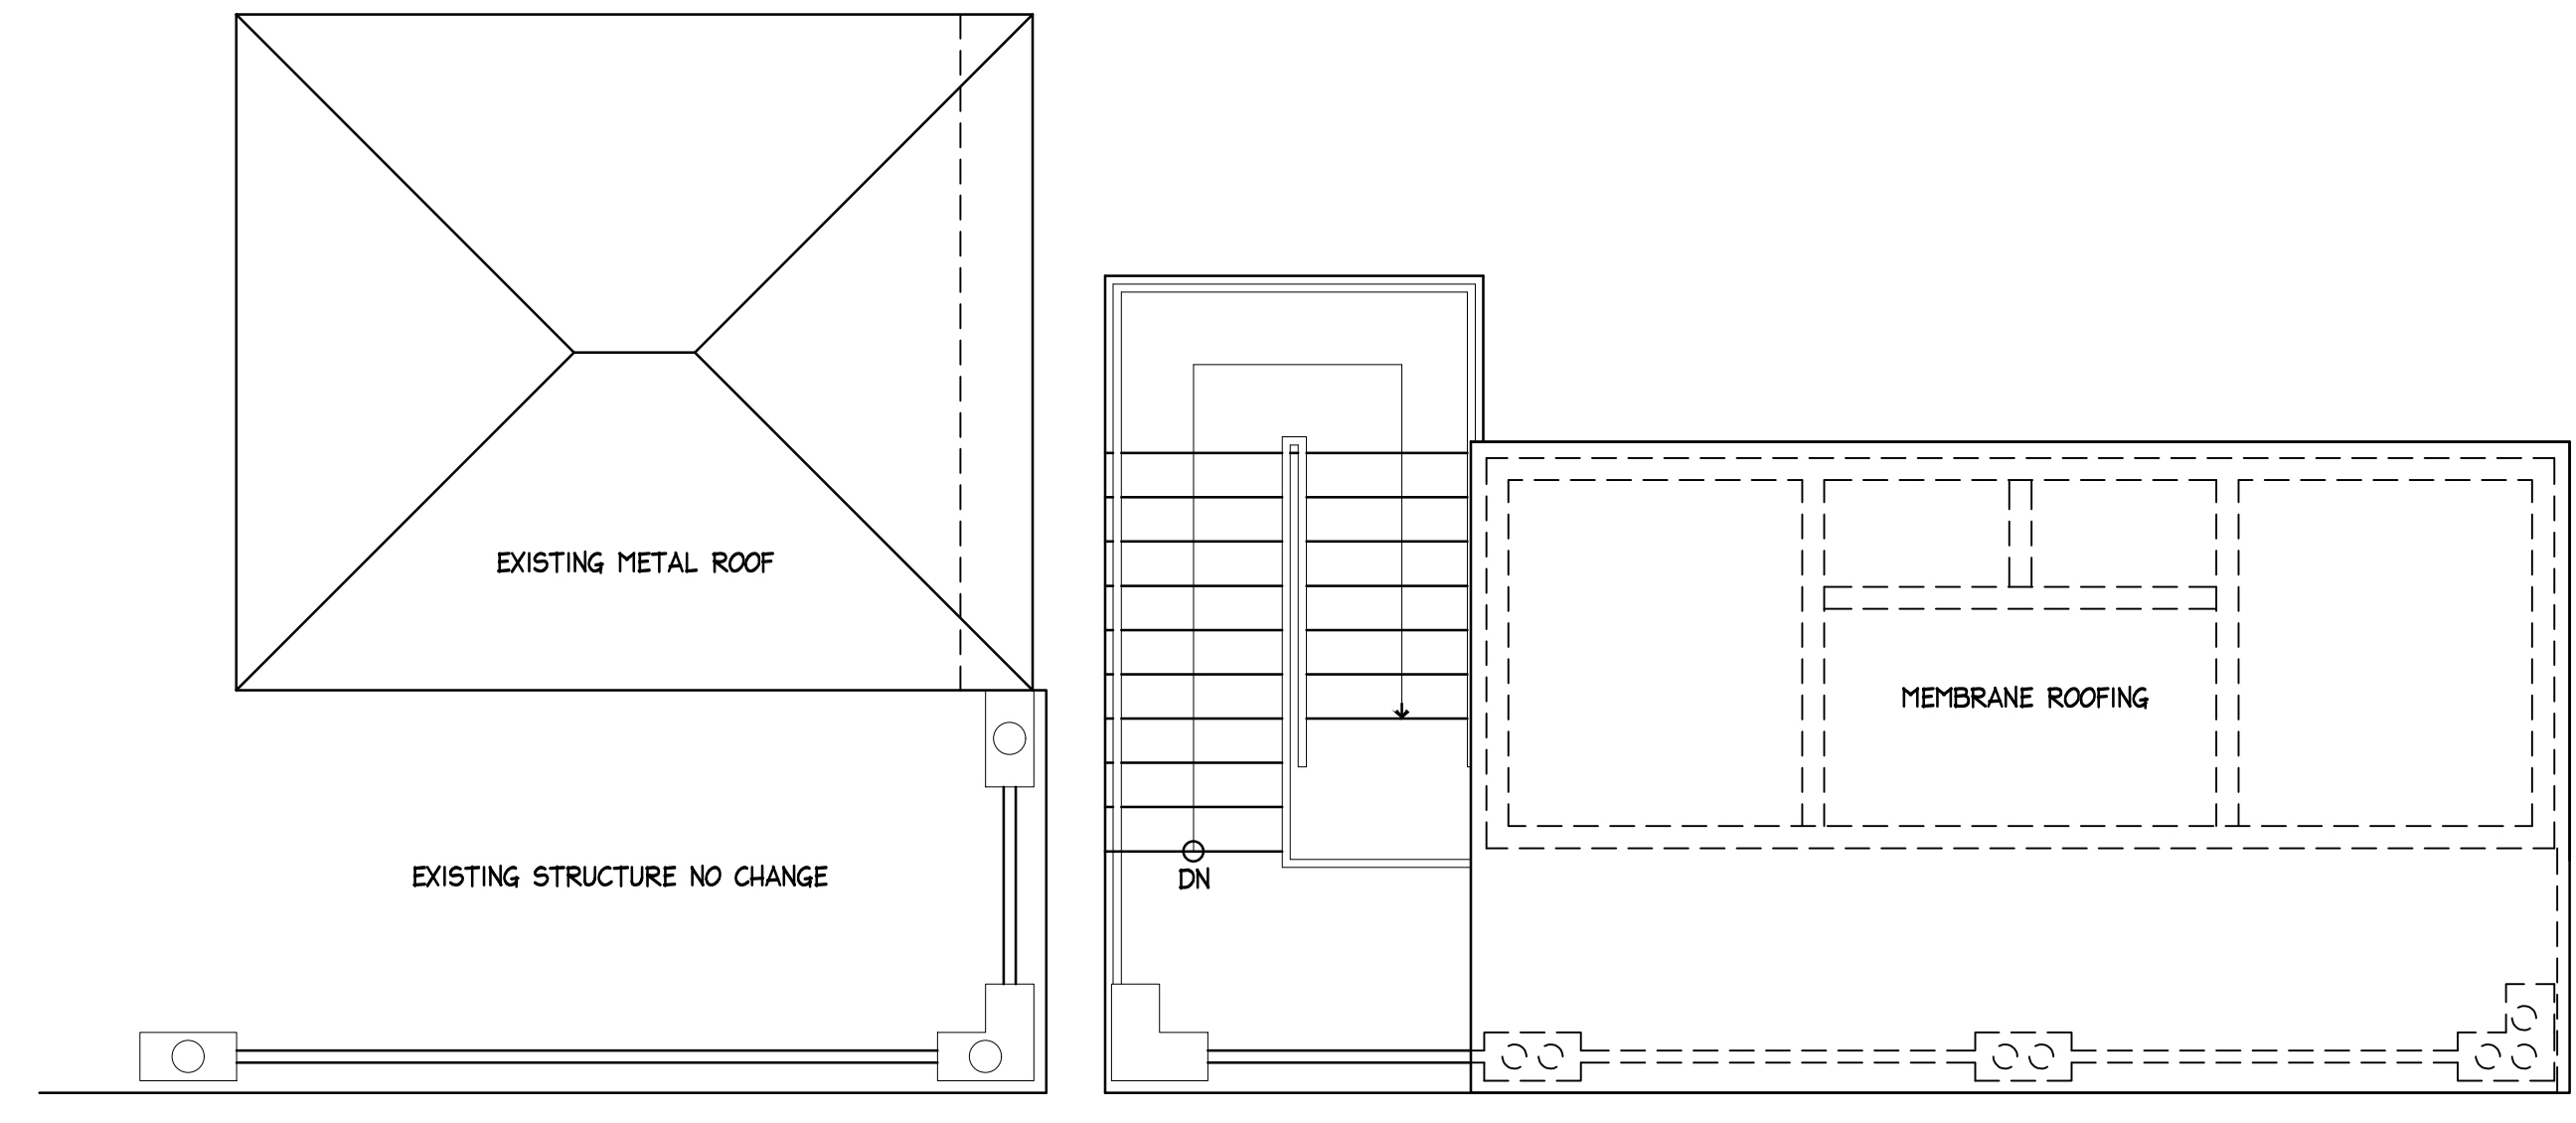 EXISTING METAL ROOF
MEMBRANE ROOFING
EXISTING STRUCTURE NO CHANGE
DN